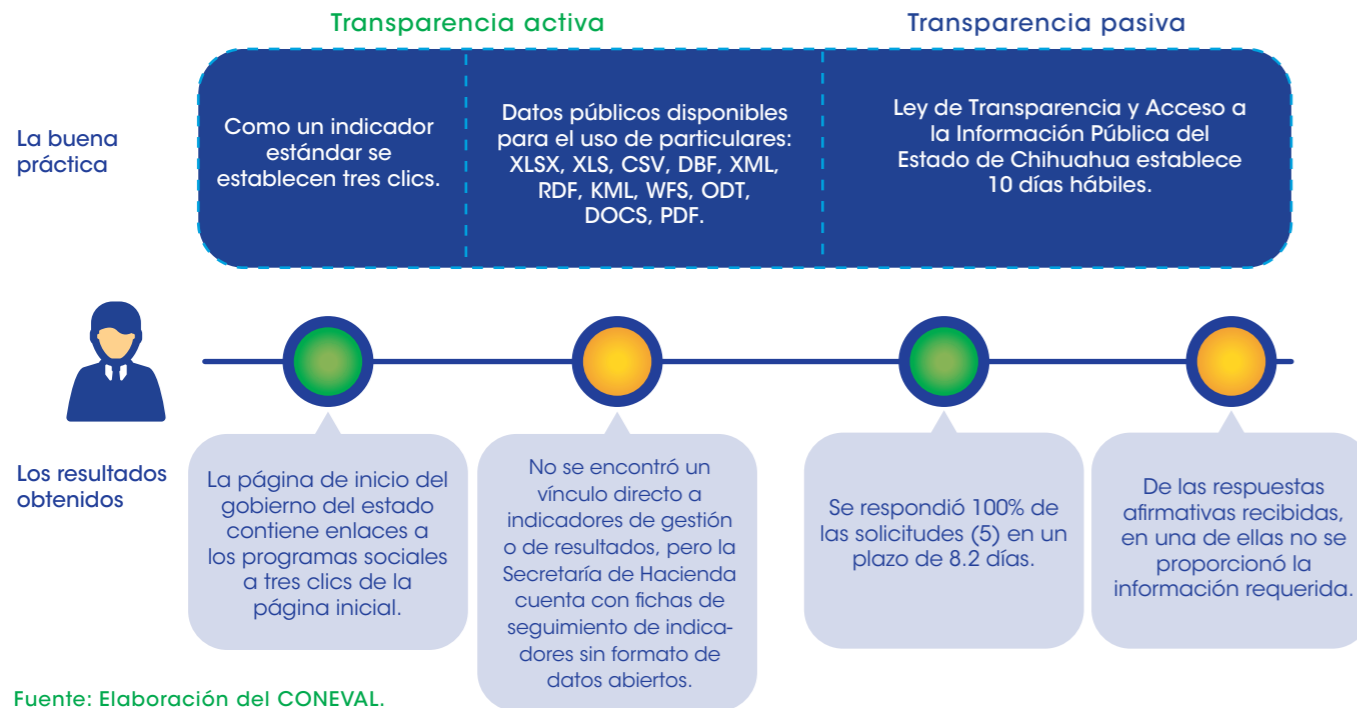 Transparencia activa
Transparencia pasiva
La buena
práctica
Como un indicador
estándar se
establecen tres clics.
Datos públicos disponibles
para el uso de particulares:
XLSX, XLS, CSV, DBF, XML,
RDF, KML, WFS, ODT,
DOCS, PDF.
Ley de Transparencia y Acceso a
la Información Pública del
Estado de Chihuahua establece
10 días hábiles.
Los resultados
obtenidos
La página de inicio del
gobierno del estado
contiene enlaces a
los programas sociales
a tres clics de la
página inicial.
No se encontró un
vínculo directo a
indicadores de gestión
o de resultados, pero la
Secretaría de Hacienda
cuenta con fichas de
seguimiento de indica-
dores sin formato de
datos abiertos.
Se respondió 100% de
las solicitudes (5) en un
plazo de 8.2 días.
De las respuestas
afirmativas recibidas,
en una de ellas no se
proporcionó la
información requerida.
Fuente: Elaboración del CONEVAL.